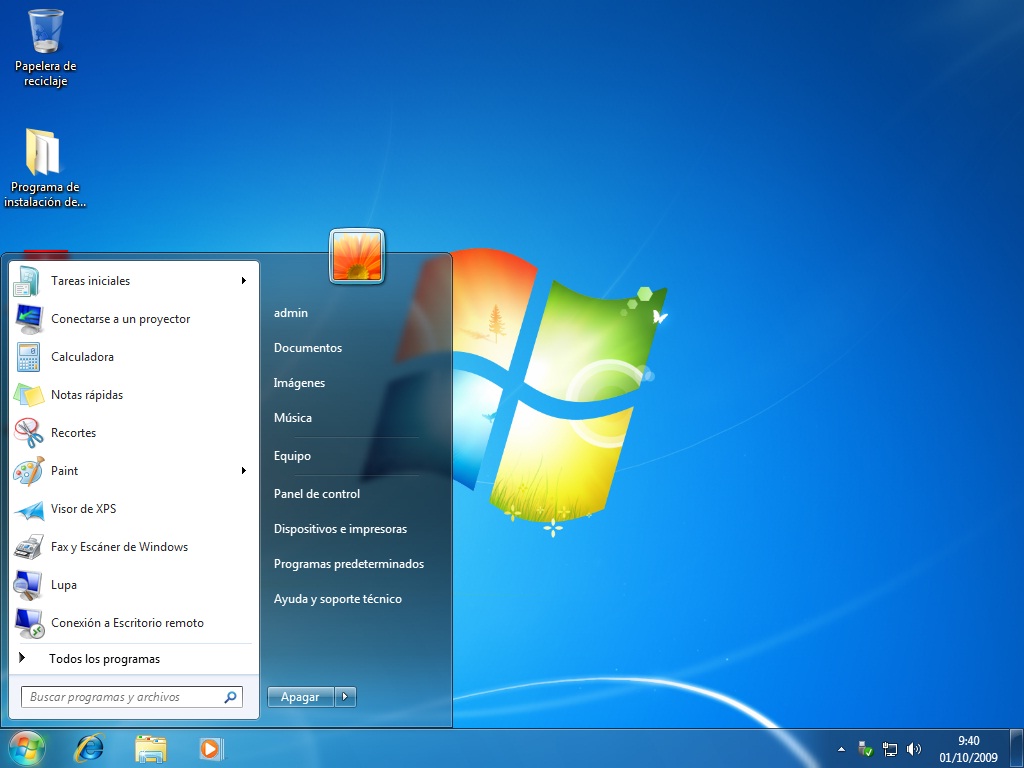 Papelera de
reciclaje
Programa de
instalación de...
Tareas iniciales
Conectarse a un proyector
Calculadora
Notas rápidas
Recortes
Paint
Visor de XPS
Fax y Escáner de Windows
Lupa
Conexión a Escritorio remoto
Todos los programas
Buscar programas y archivos
admin
Documentos
Imágenes
Música
Equipo
Panel de control
Dispositivos e impresoras
Programas predeterminados
Ayuda y soporte técnico
Apagar
9:40
01/10/2009